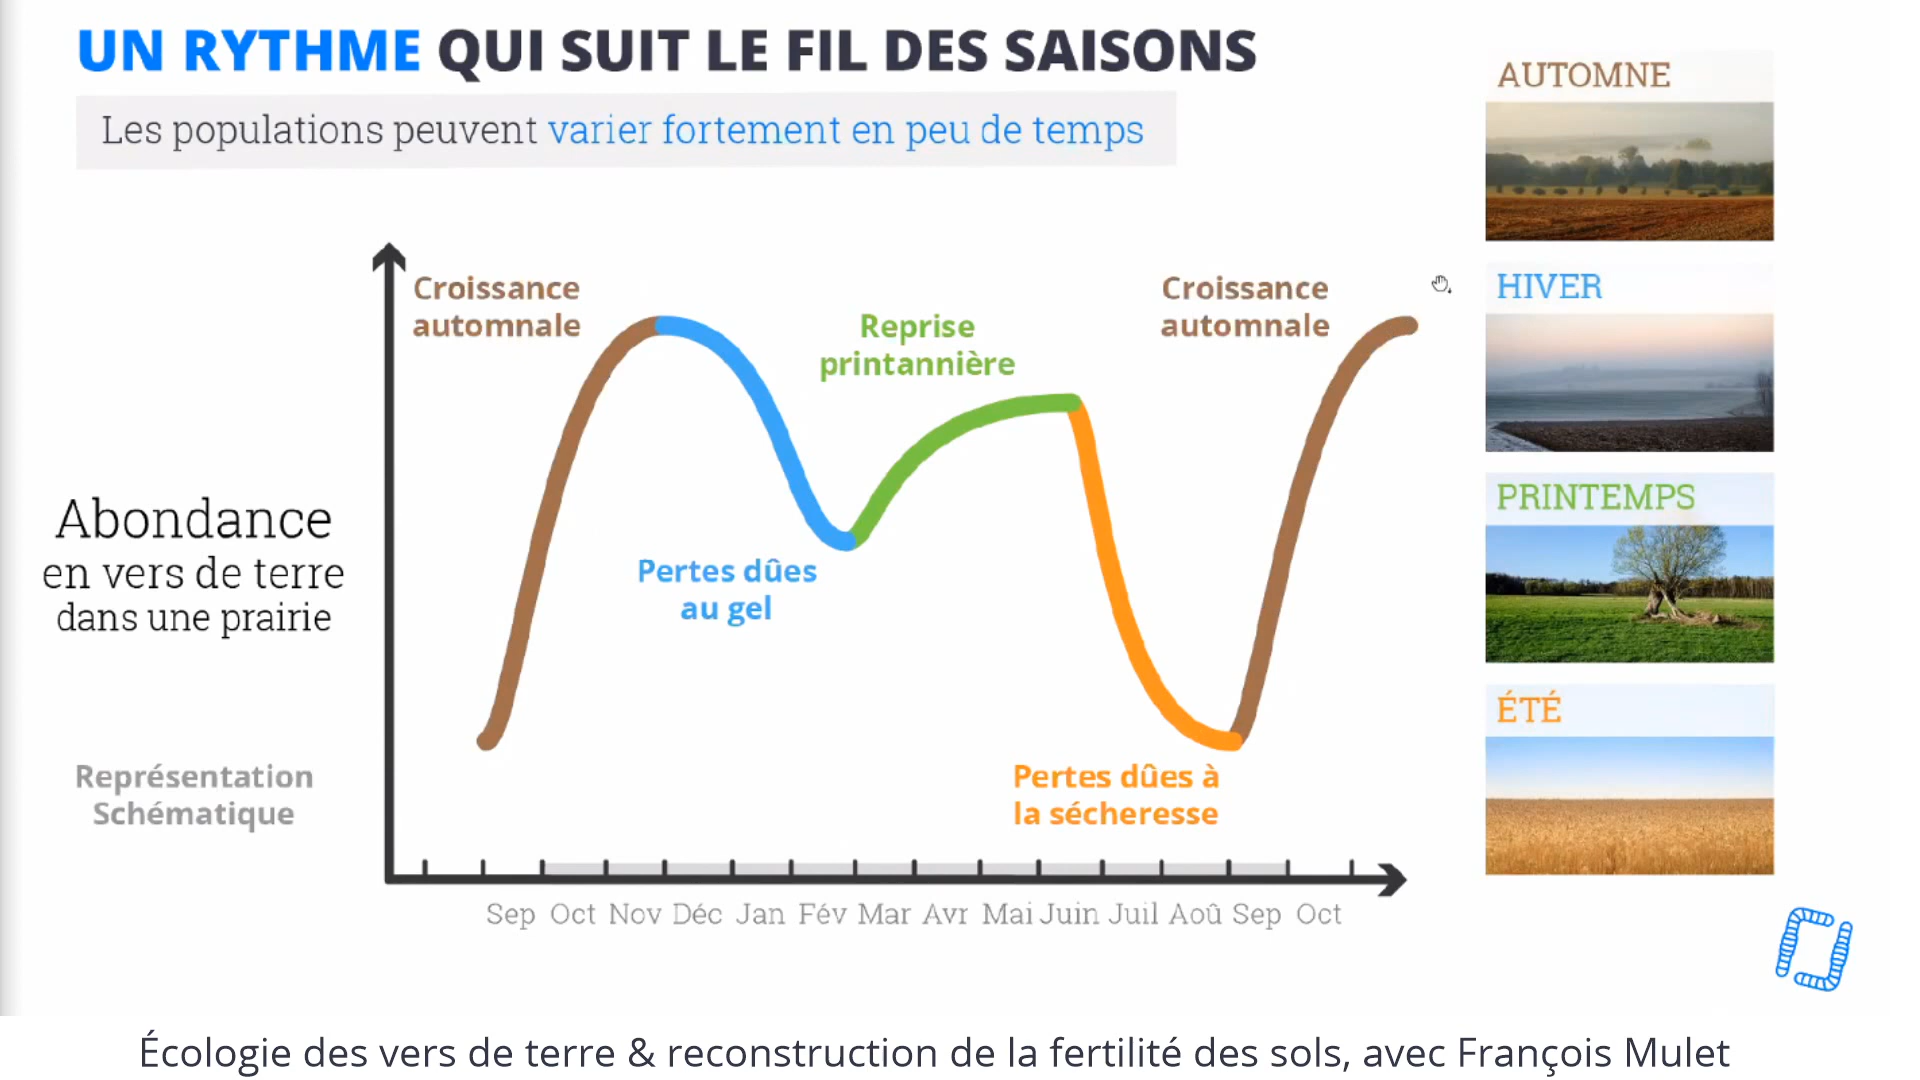 UN RYTHME QUI SUIT LE FIL DES SAISONS
Les populations peuvent varier fortement en peu de temps
AUTOMNE
HIVER
PRINTEMPS
ÉTÉ
Croissance
automnale
Reprise
printannière
Croissance
automnale
Pertes dûes
au gel
Pertes dûes à
la sécheresse
Abondance
en vers de terre
dans une prairie
Représentation
Schématique
Sep Oct Nov Déc Jan Fév Mar Avr Mai Juin Juil Aoû Sep Oct
Écologie des vers de terre & reconstruction de la fertilité des sols, avec François Mulet